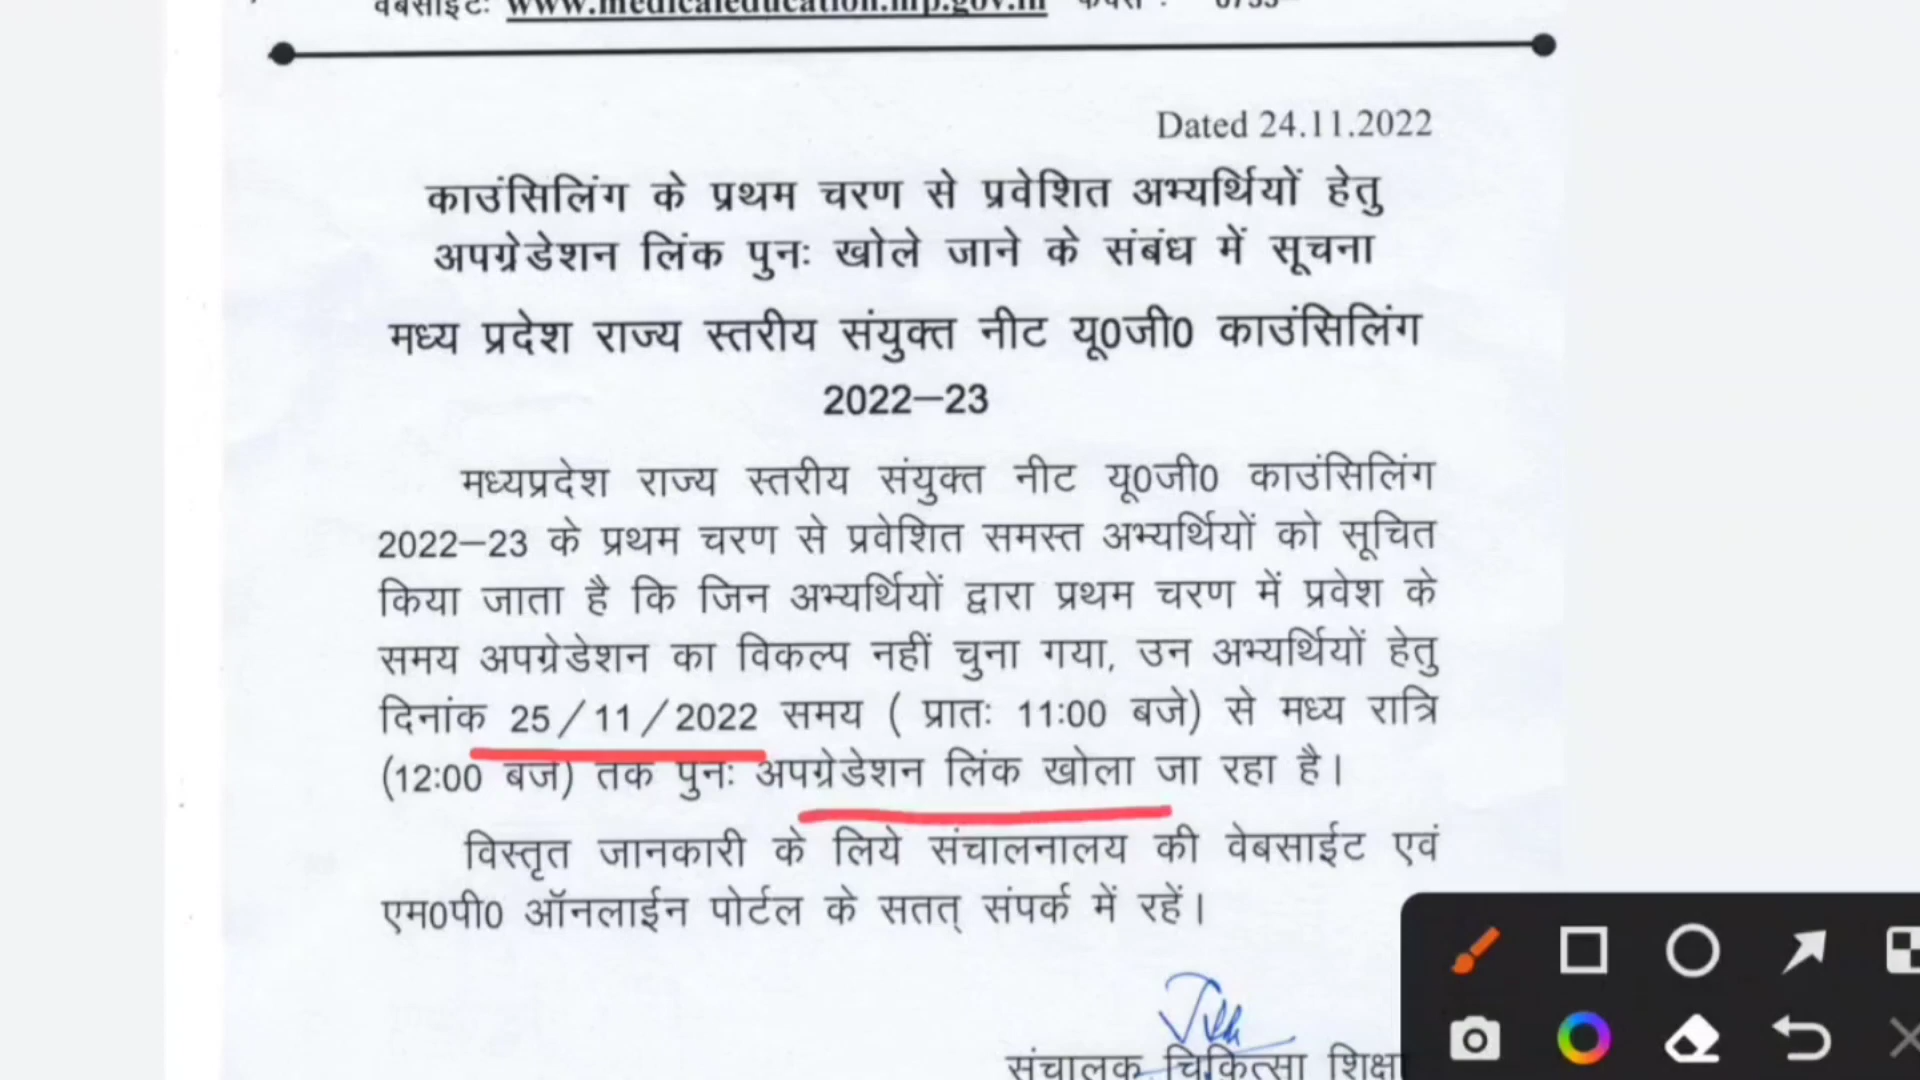 वेबसाइटः www.medicaleducation.mp.gov.in
Dated 24.11.2022
काउंसिलिंग के प्रथम चरण से प्रवेशित अभ्यर्थियों हेतु
अपग्रेडेशन लिंक पुनः खोले जाने के संबंध में सूचना
मध्य प्रदेश राज्य स्तरीय संयुक्त नीट यू0जी0 काउंसिलिंग
2022–23
मध्यप्रदेश राज्य स्तरीय संयुक्त नीट यू0जी0 काउंसिलिंग
2022–23 के प्रथम चरण से प्रवेशित समस्त अभ्यर्थियों को सूचित
किया जाता है कि जिन अभ्यर्थियों द्वारा प्रथम चरण में प्रवेश के
समय अपग्रेडेशन का विकल्प नहीं चुना गया, उन अभ्यर्थियों हेतु
दिनांक 25/11/2022 समय ( प्रातः 11:00 बजे) से मध्य रात्रि
(12:00 बजे) तक पुनः अपग्रेडेशन लिंक खोला जा रहा है।
विस्तृत जानकारी के लिये संचालनालय की वेबसाईट एवं
एम0पी0 ऑनलाईन पोर्टल के सतत् संपर्क में रहें।
संचालक चिकित्सा शिक्षा